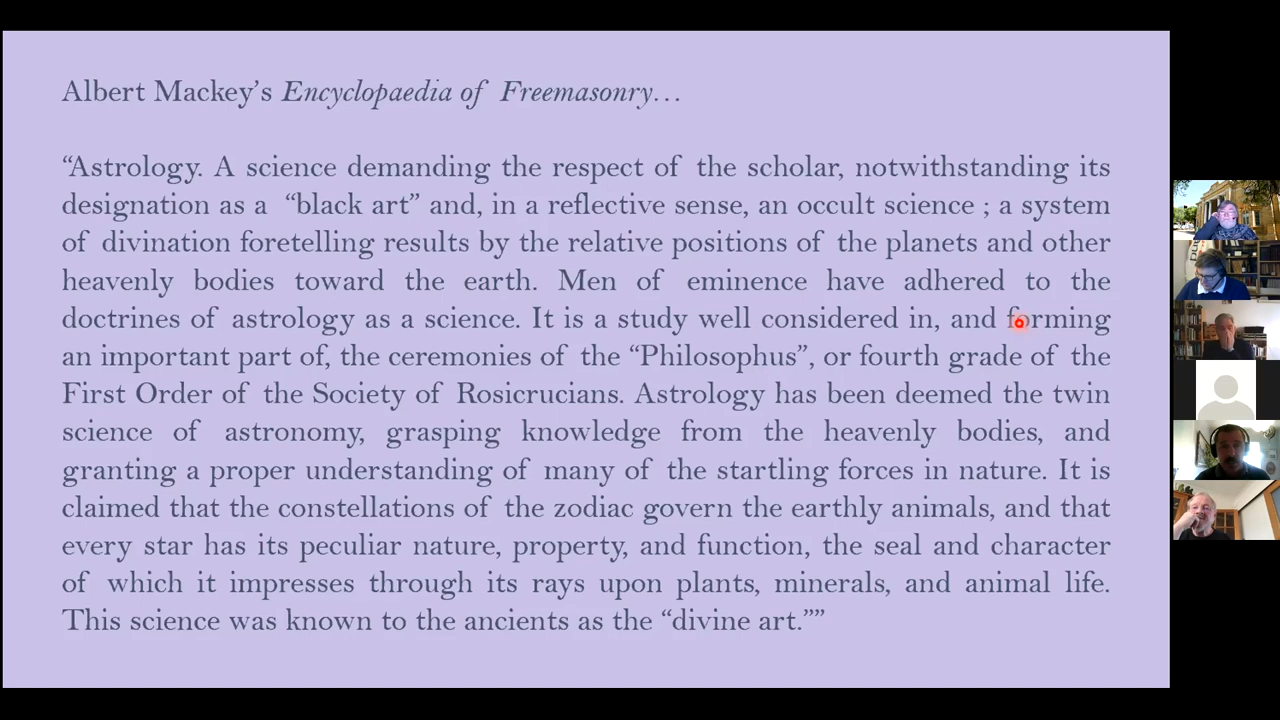 Albert Mackey’s Encyclopaedia of Freemasonry…
“Astrology. A science demanding the respect of the scholar, notwithstanding its
designation as a “black art” and, in a reflective sense, an occult science ; a system
of divination foretelling results by the relative positions of the planets and other
heavenly bodies toward the earth. Men of eminence have adhered to the
doctrines of astrology as a science. It is a study well considered in, and forming
an important part of, the ceremonies of the “Philosophus”, or fourth grade of the
First Order of the Society of Rosicrucians. Astrology has been deemed the twin
science of astronomy, grasping knowledge from the heavenly bodies, and
granting a proper understanding of many of the startling forces in nature. It is
claimed that the constellations of the zodiac govern the earthly animals, and that
every star has its peculiar nature, property, and function, the seal and character
of which it impresses through its rays upon plants, minerals, and animal life.
This science was known to the ancients as the “divine art.””